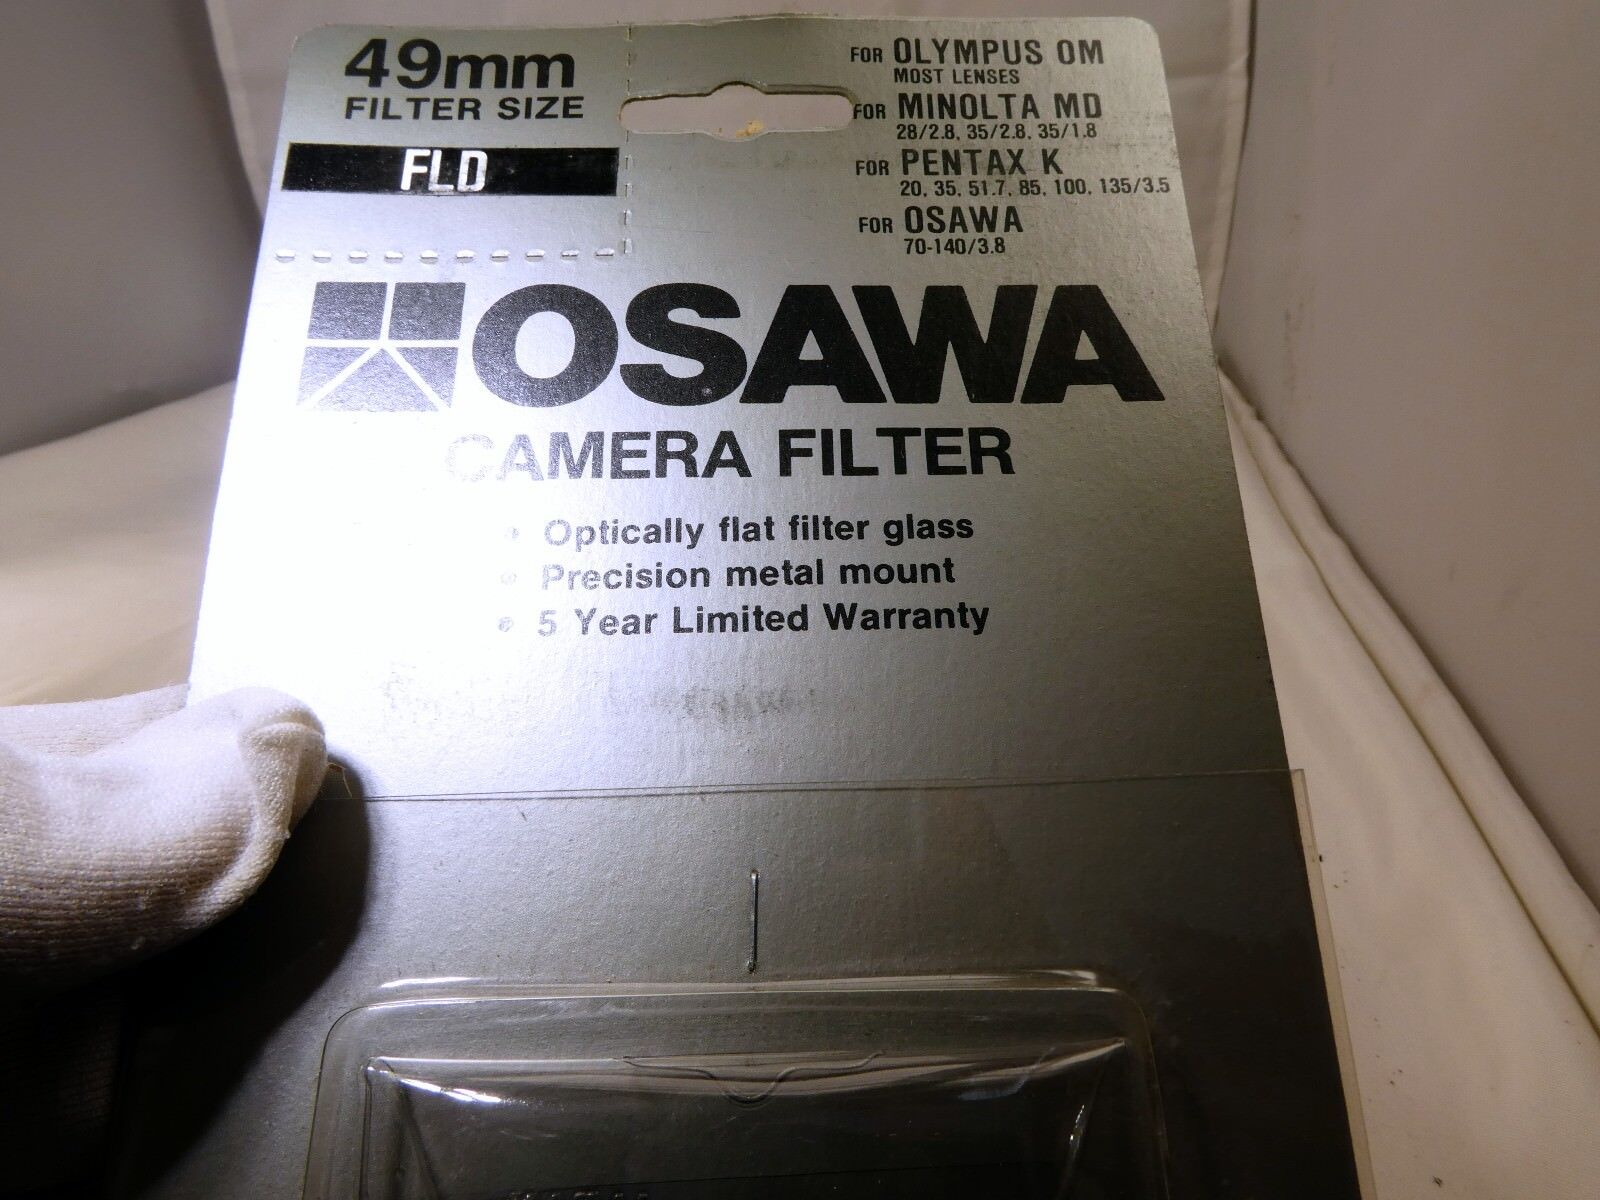 49mm
FILTER SIZE
FLD
FOR OLYMPUS OM
MOST LENSES
FOR MINOLTA MD
28/2.8, 35/2.8, 35/1.8
FOR PENTAX K
20, 35, 51.7, 85, 100, 135/3.5
FOR OSAWA
70-140/3.8
OSAWA
CAMERA FILTER
• Optically flat filter glass
• Precision metal mount
• 5 Year Limited Warranty